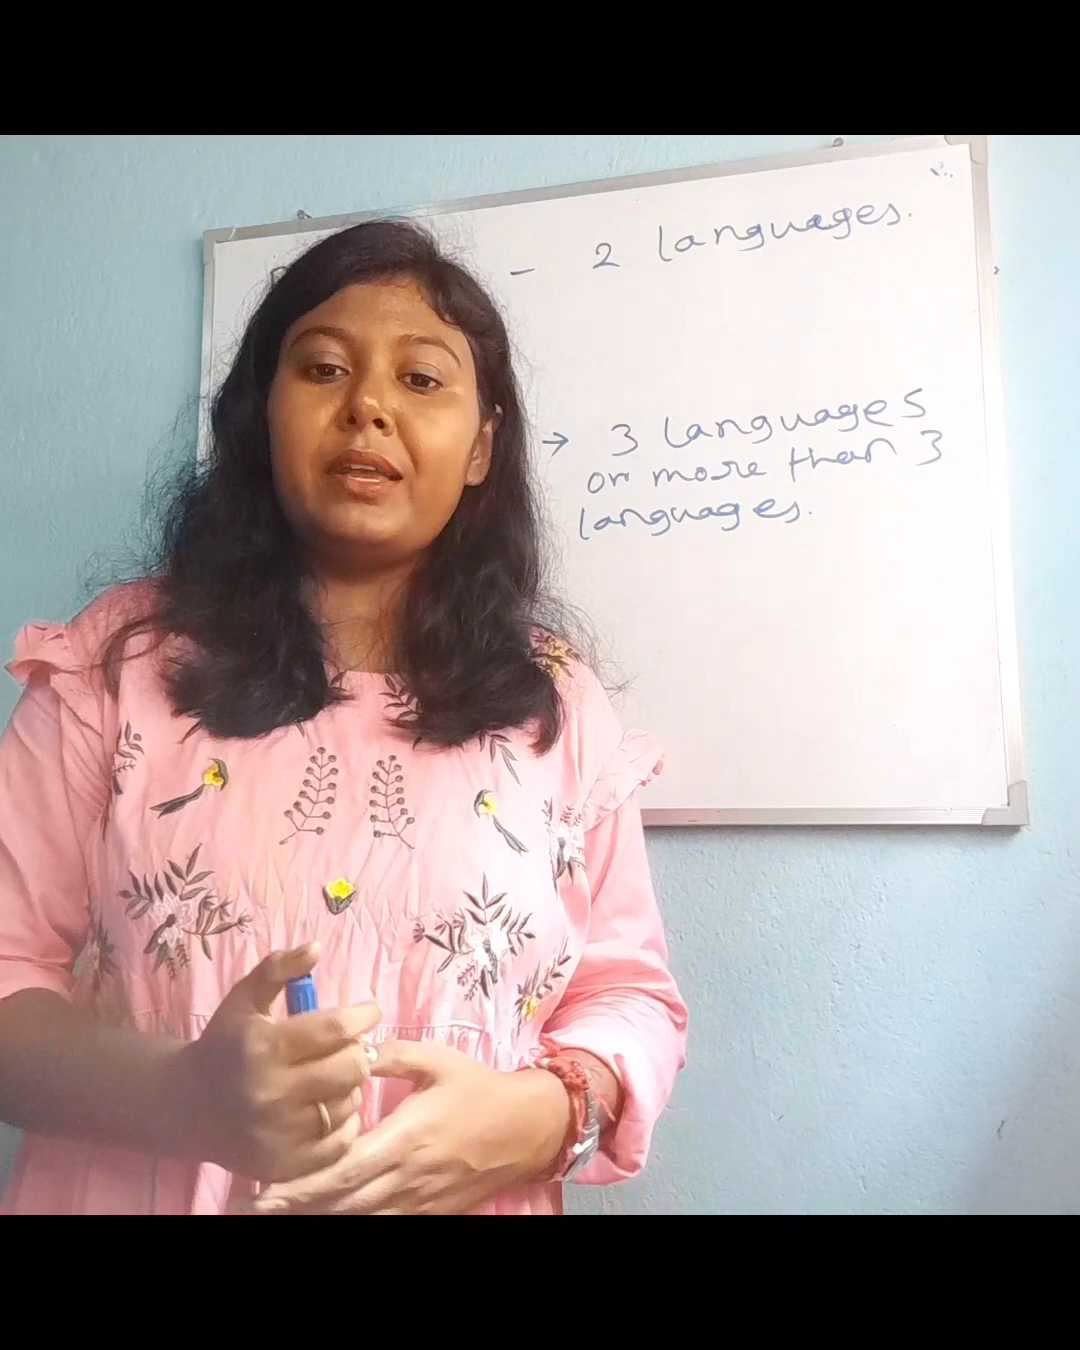 - 2 languages.
→ 3 languages
or more than 3
languages.